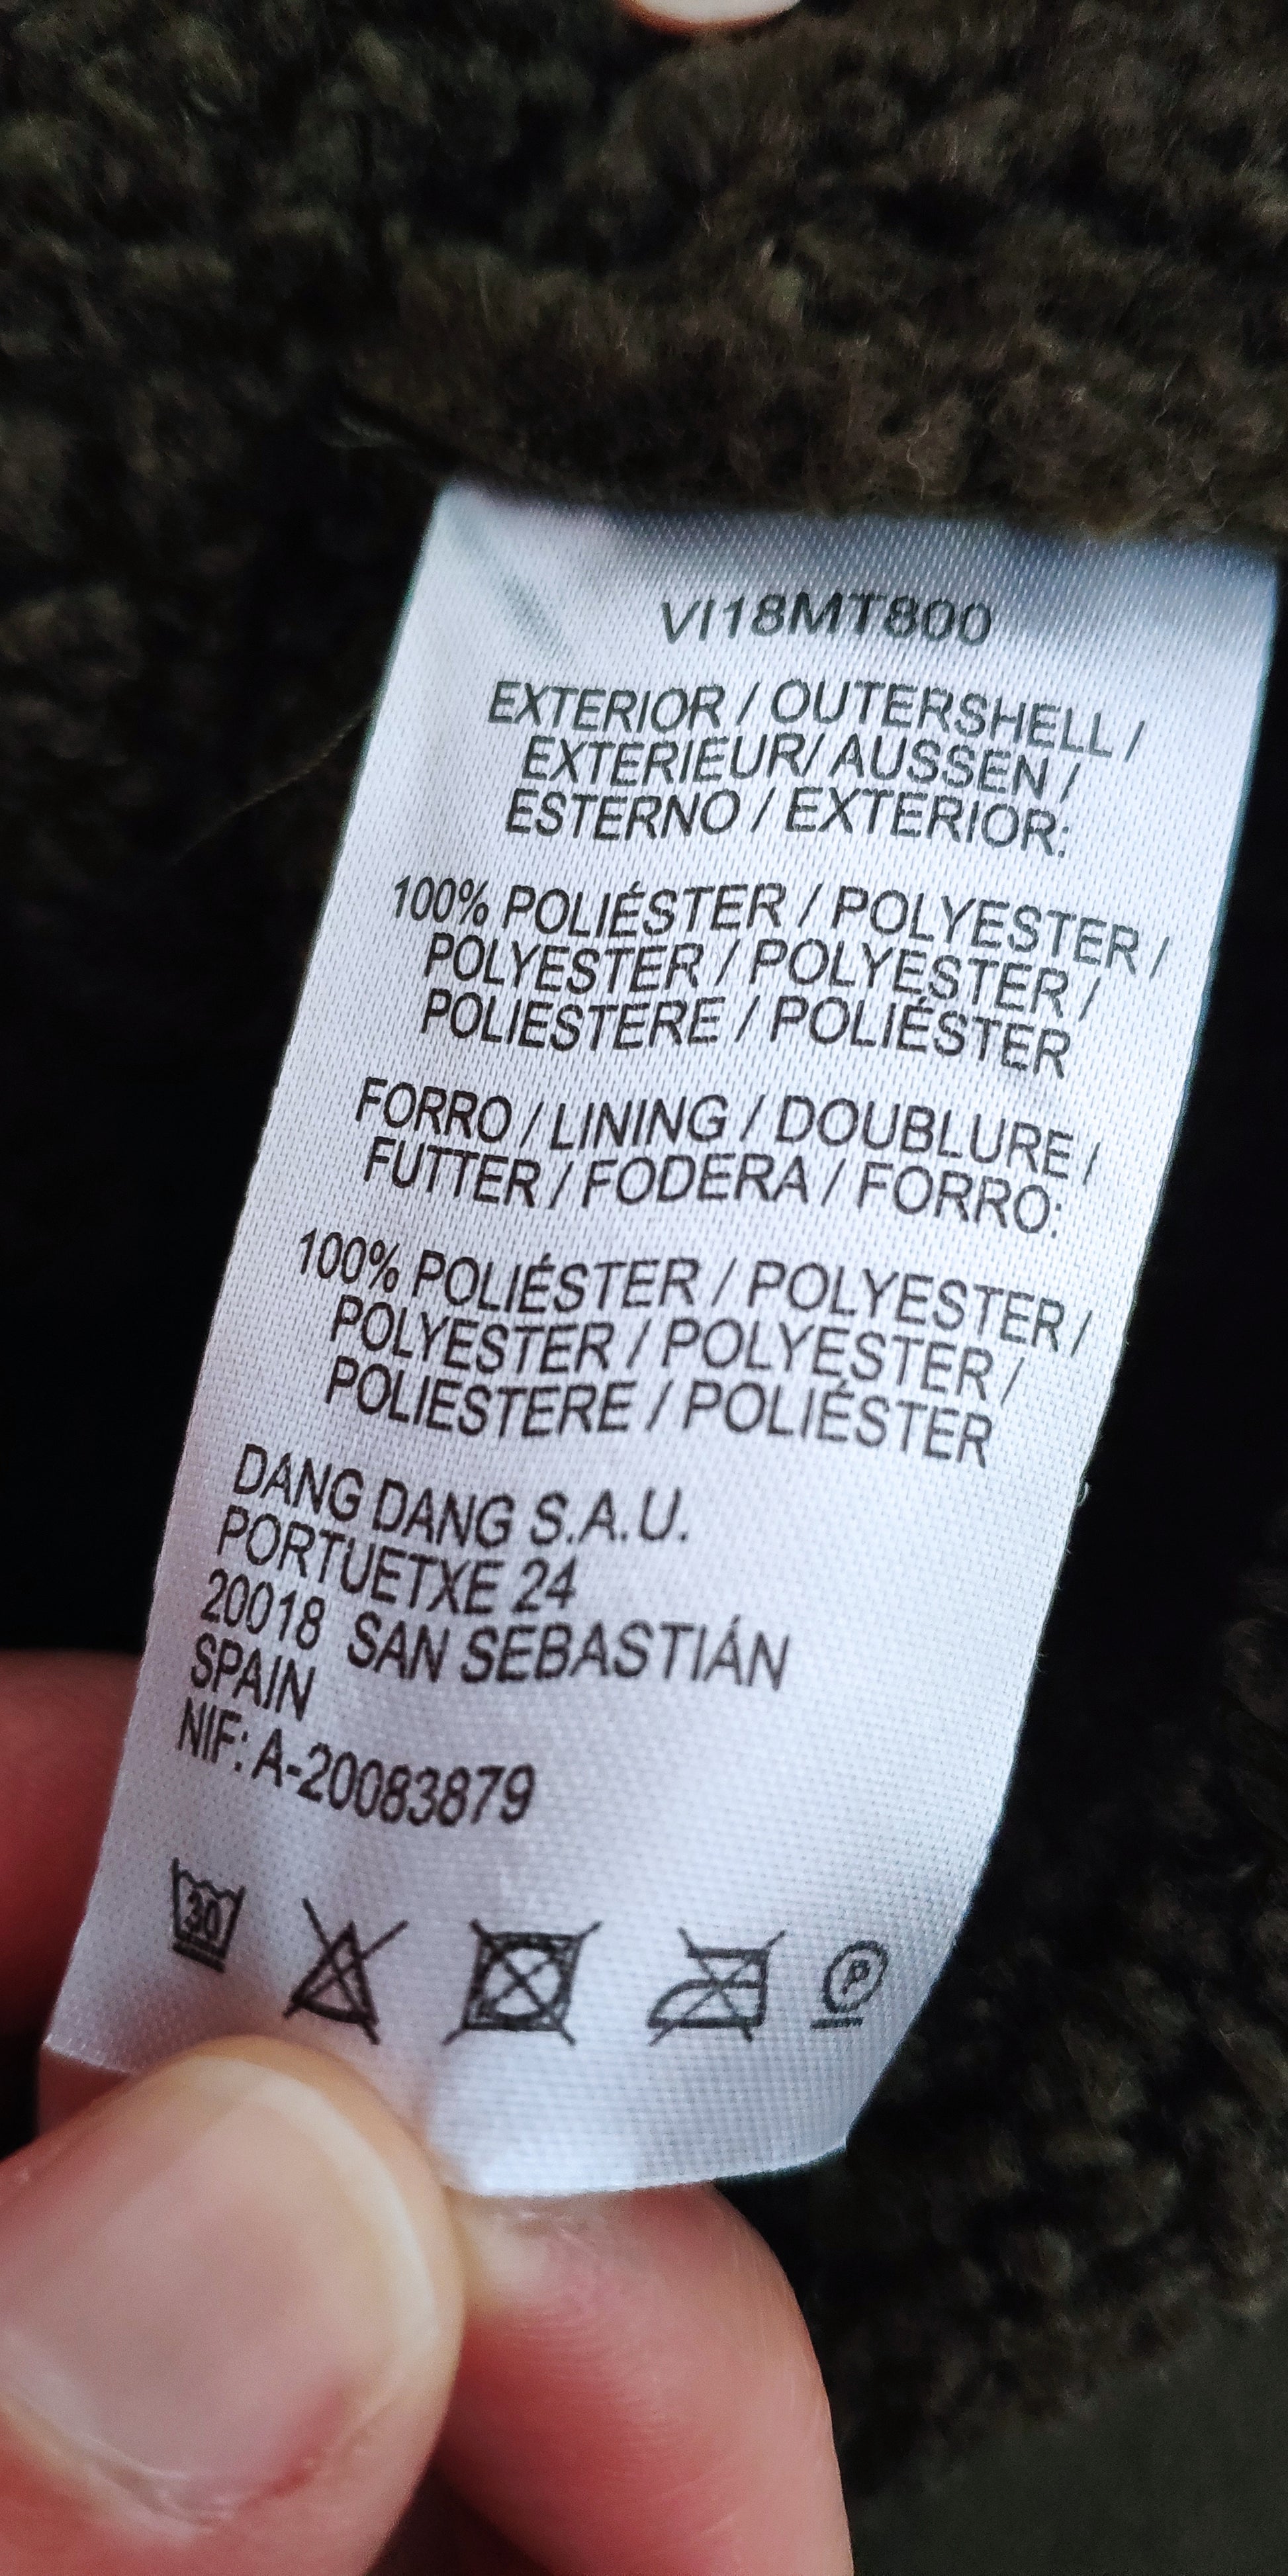 VI18MT800
EXTERIOR / OUTERSHELL /
EXTERIEUR/ AUSSEN /
ESTERNO / EXTERIOR:
100% POLIÉSTER / POLYESTER /
POLYESTER / POLYESTER /
POLIESTERE / POLIÉSTER
FORRO / LINING / DOUBLURE /
FUTTER / FODERA / FORRO:
100% POLIÉSTER / POLYESTER /
POLYESTER / POLYESTER /
POLIESTERE / POLIÉSTER
DANG DANG S.A.U.
PORTUETXE 24
20018 SAN SEBASTIÁN
SPAIN
NIF: A-20083879
30 P